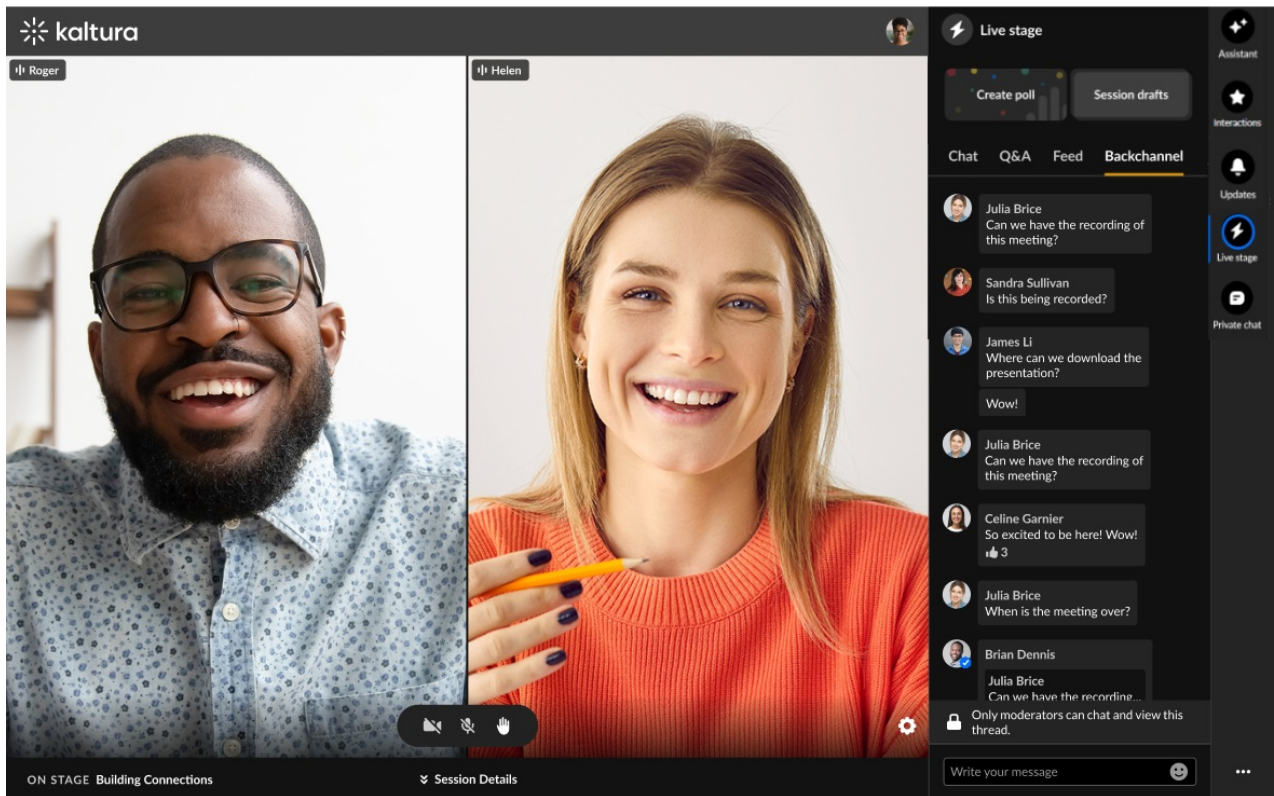 kaltura
Roger
Helen
ON STAGE Building Connections
Session Details
Live stage
Create poll
Session drafts
Chat Q&A Feed Backchannel
Julia Brice
Can we have the recording of
this meeting?
Sandra Sullivan
Is this being recorded?
James Li
Where can we download the
presentation?
Wow!
Julia Brice
Can we have the recording of
this meeting?
Celine Garnier
So excited to be here! Wow!
3
Julia Brice
When is the meeting over?
Brian Dennis
Julia Brice
Can we have the recording...
Only moderators can chat and view this
thread.
Write your message
Assistant
Interactions
Updates
Live stage
Private chat